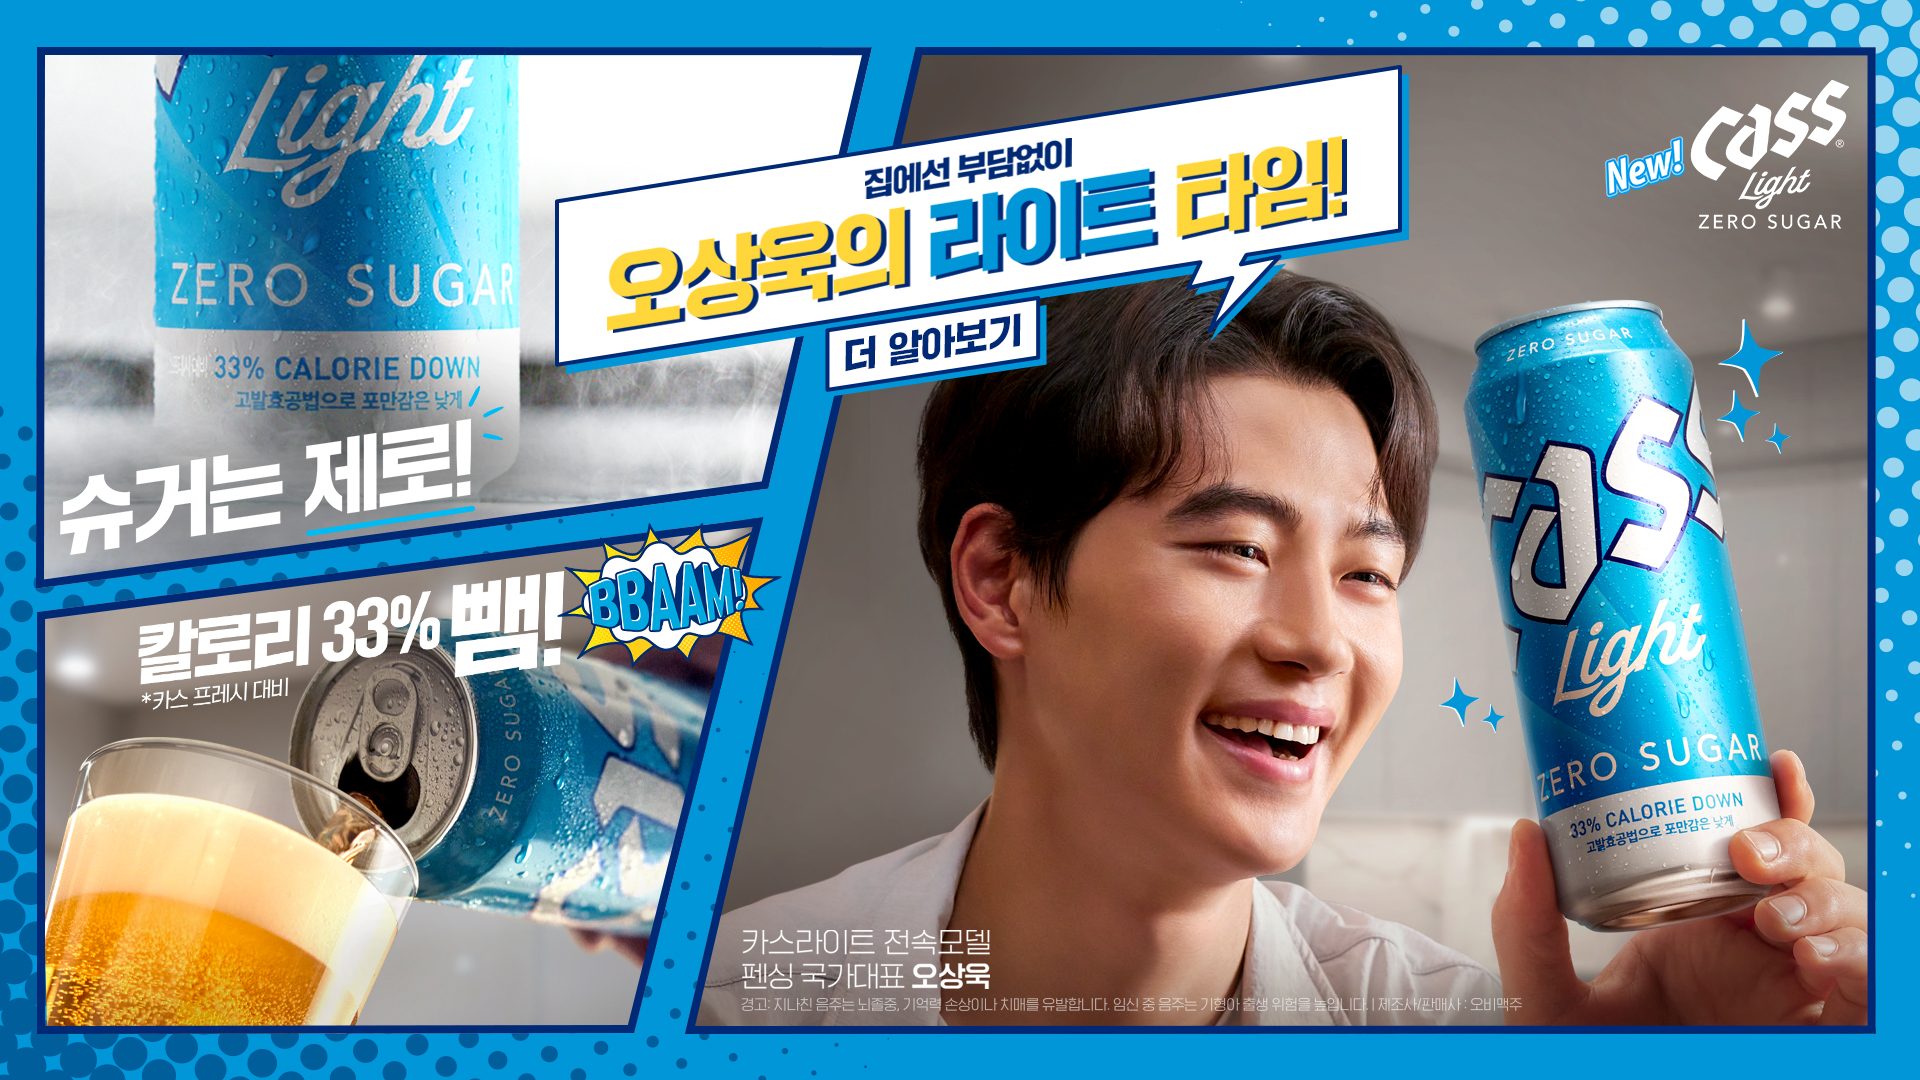 Light
ZERO SUGAR
33% CALORIE DOWN
고발효공법으로 포만감은 낮게
슈거는 제로!
칼로리 33% 뺌!
*카스 프레시 대비
BBAAM!
ZERO SUGA
집에선 부담없이
오상욱의 라이트 타임!
더 알아보기
New!
Cass
Light
ZERO SUGAR
ZERO SUGAR
Cass
Light
ZERO SUGAR
33% CALORIE DOWN
고발효공법으로 포만감은 낮게
카스라이트 전속모델
펜싱 국가대표 오상욱
경고: 지나친 음주는 뇌졸중, 기억력 손상이나 치매를 유발합니다. 임신 중 음주는 기형아 출생 위험을 높입니다. | 제조사/판매사 : 오비맥주